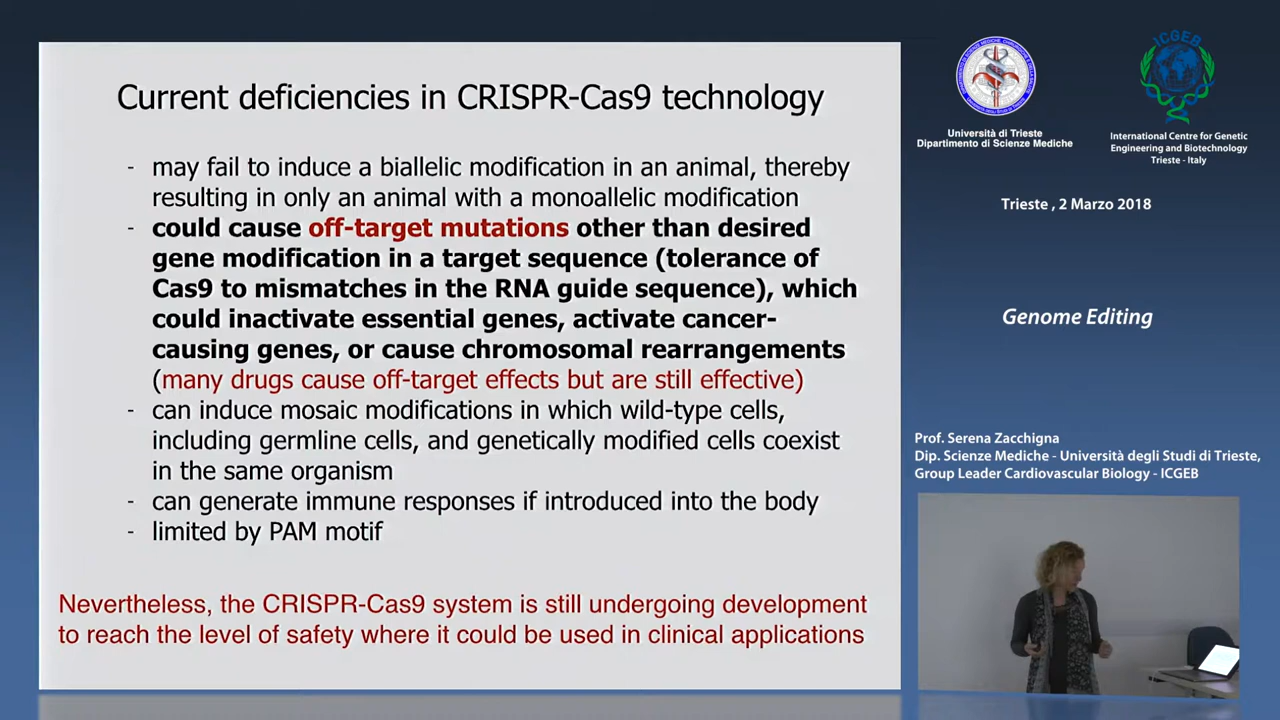 Current deficiencies in CRISPR-Cas9 technology
- may fail to induce a biallelic modification in an animal, thereby
resulting in only an animal with a monoallelic modification
- could cause off-target mutations other than desired
gene modification in a target sequence (tolerance of
Cas9 to mismatches in the RNA guide sequence), which
could inactivate essential genes, activate cancer-
causing genes, or cause chromosomal rearrangements
(many drugs cause off-target effects but are still effective)
- can induce mosaic modifications in which wild-type cells,
including germline cells, and genetically modified cells coexist
in the same organism
- can generate immune responses if introduced into the body
- limited by PAM motif
Nevertheless, the CRISPR-Cas9 system is still undergoing development
to reach the level of safety where it could be used in clinical applications
Università di Trieste
Dipartimento di Scienze Mediche
ICGEB
International Centre for Genetic
Engineering and Biotechnology
Trieste - Italy
Trieste , 2 Marzo 2018
Genome Editing
Prof. Serena Zacchigna
Dip. Scienze Mediche - Università degli Studi di Trieste,
Group Leader Cardiovascular Biology - ICGEB